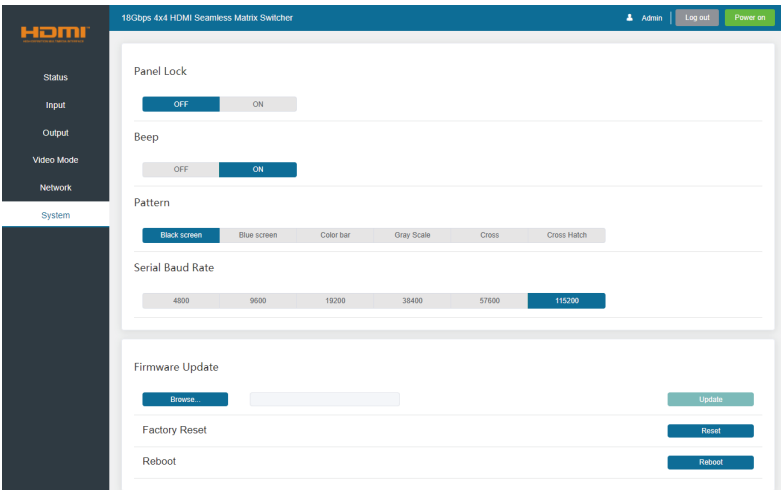 HDMI
18Gbps 4x4 HDMI Seamless Matrix Switcher
Admin
Log out
Power on
Status
Input
Output
Video Mode
Network
System
Panel Lock
OFF ON
Beep
OFF ON
Pattern
Black screen Blue screen Color bar Gray Scale Cross Cross Hatch
Serial Baud Rate
4800 9600 19200 38400 57600 115200
Firmware Update
Browse... Update
Factory Reset Reset
Reboot Reboot